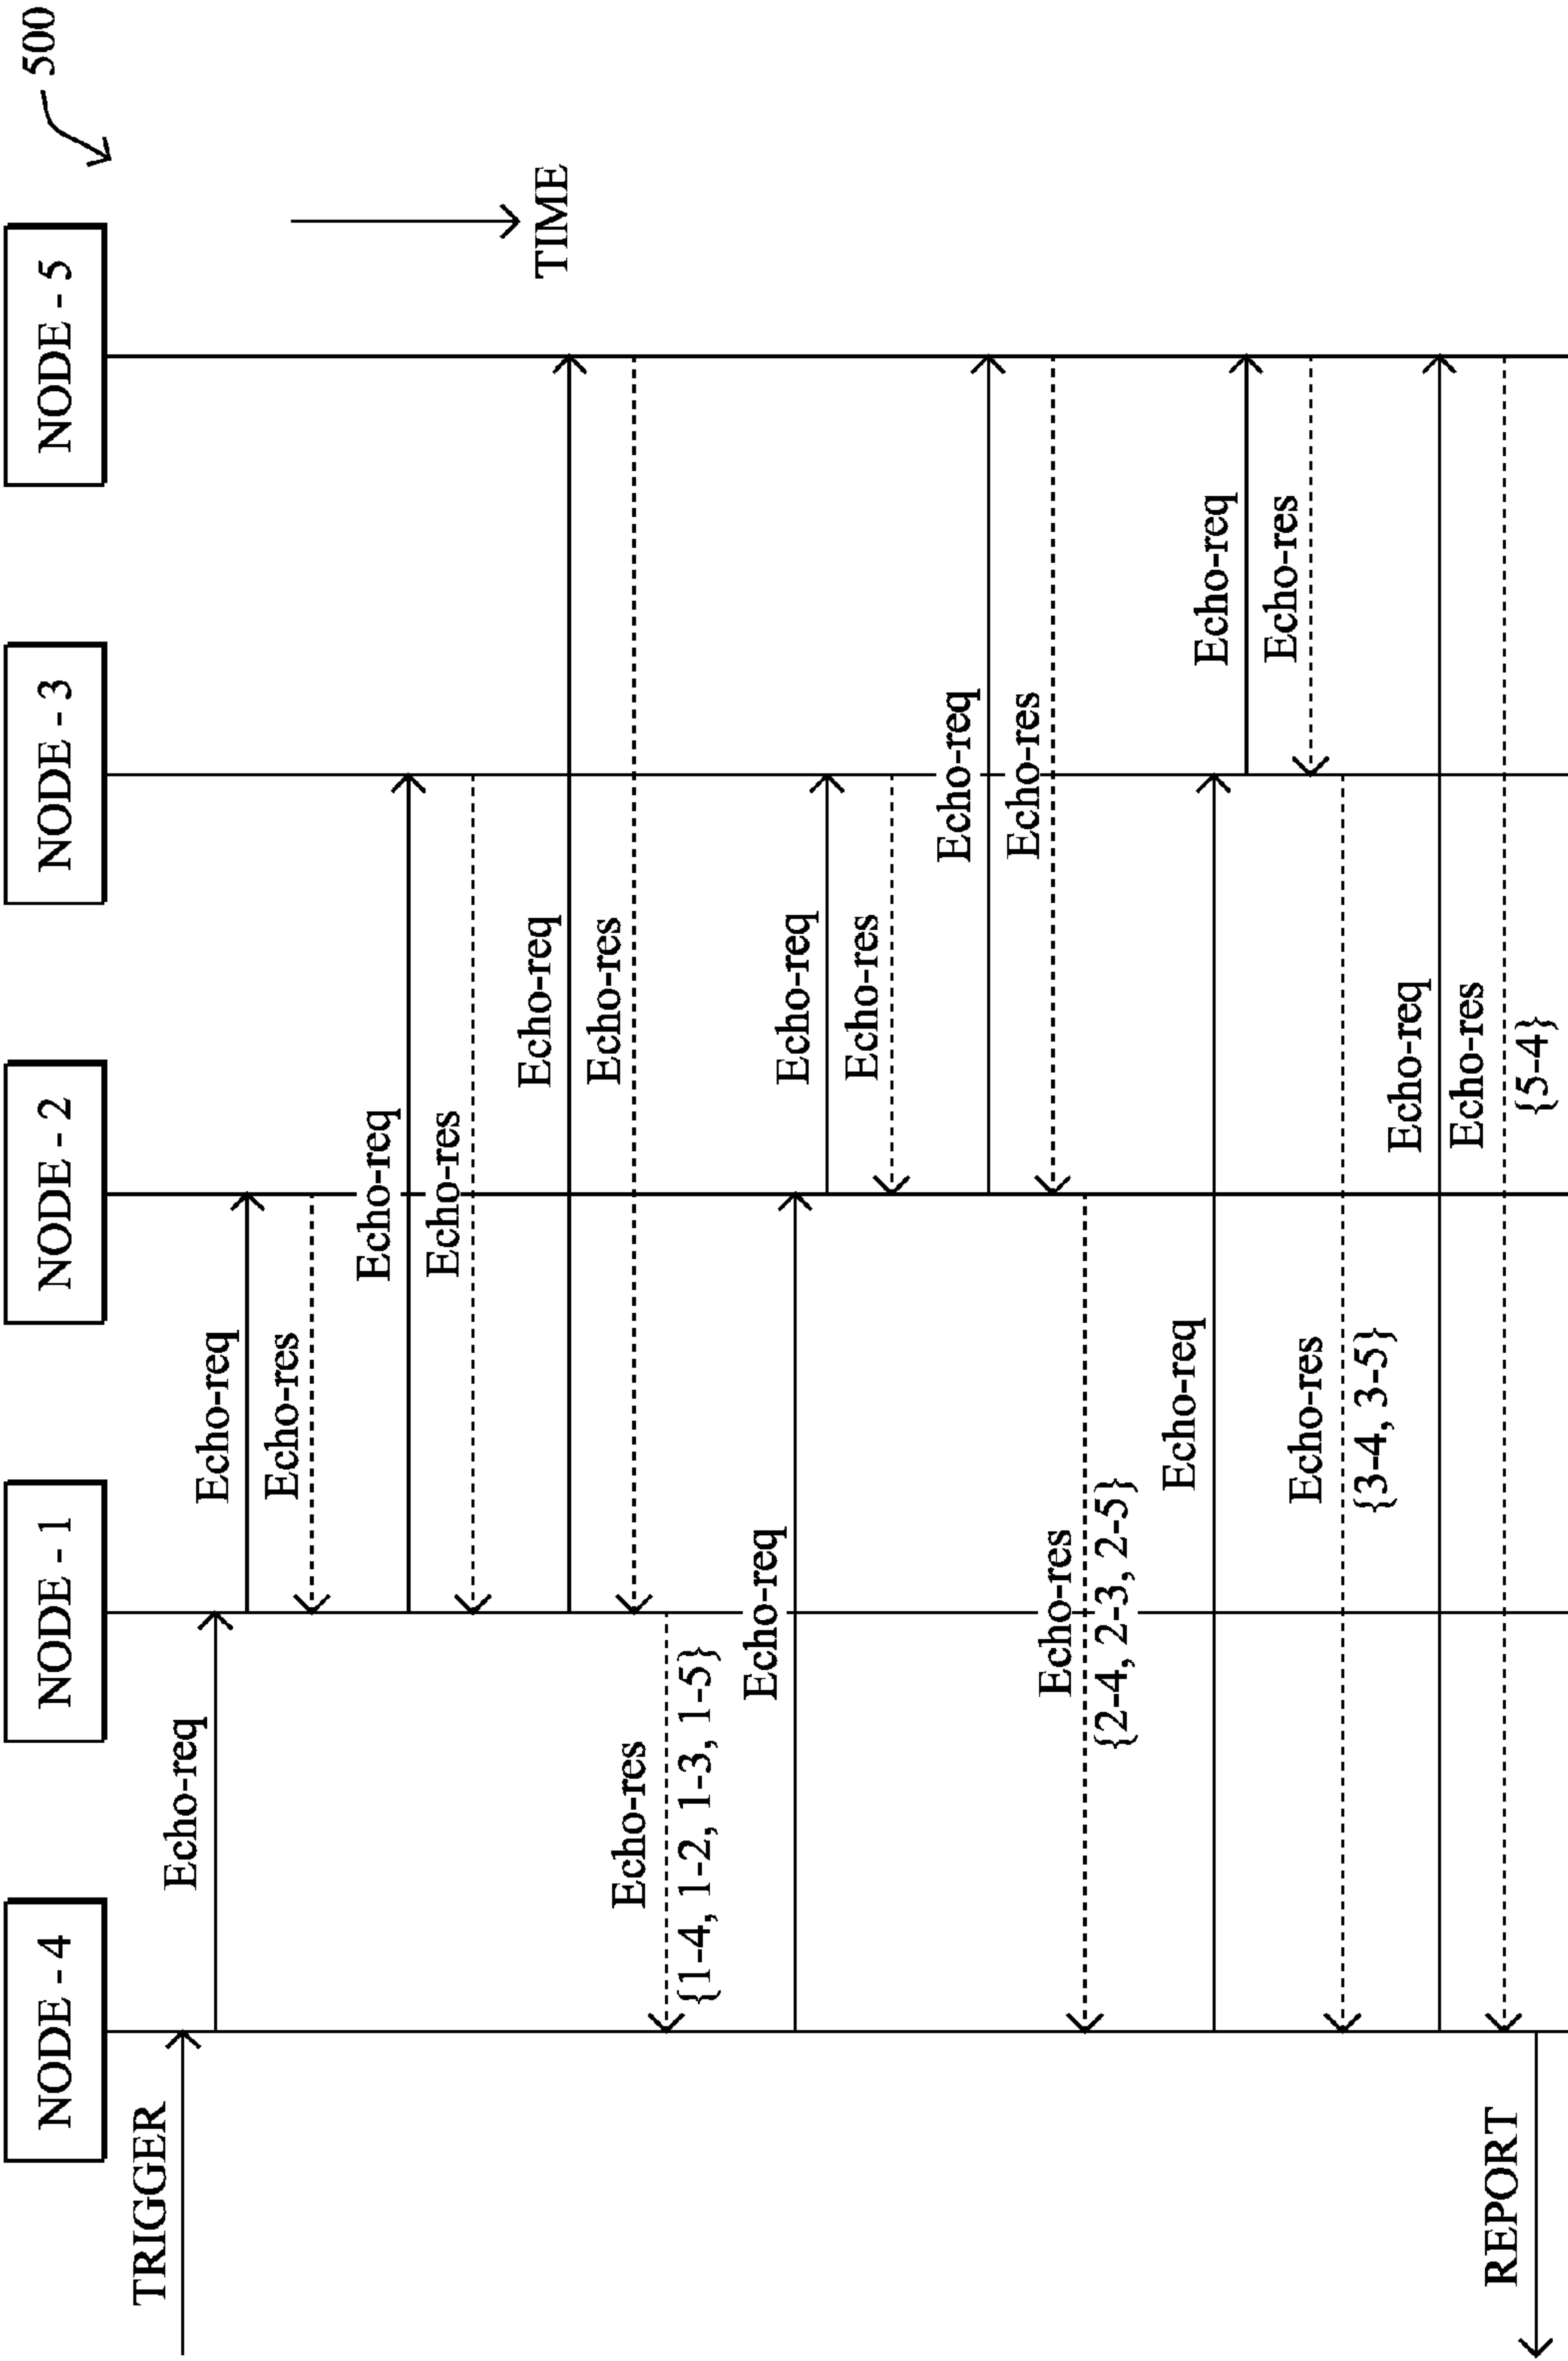 500
NODE - 4
NODE - 1
NODE - 2
NODE - 3
NODE - 5
TIME
TRIGGER
Echo-req
Echo-req
Echo-res
Echo-req
Echo-res
Echo-req
Echo-res
Echo-res
{1-4, 1-2, 1-3, 1-5}
Echo-req
Echo-req
Echo-res
Echo-req
Echo-res
Echo-res
{2-4, 2-3, 2-5}
Echo-req
Echo-req
Echo-res
Echo-res
{3-4, 3-5}
Echo-req
Echo-res
{5-4}
REPORT